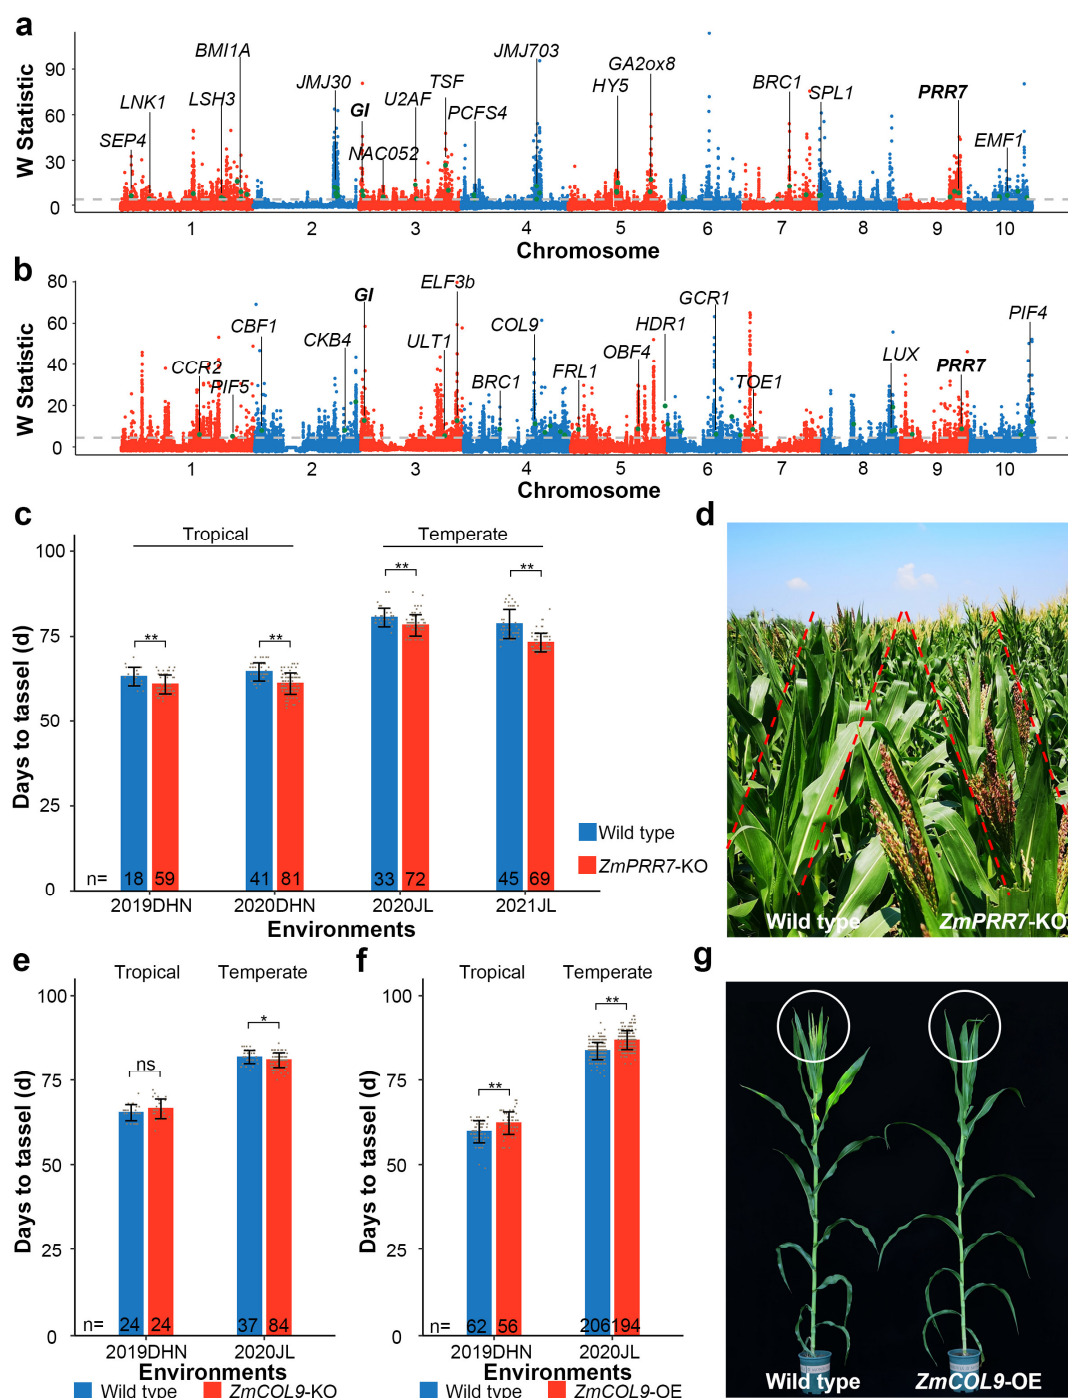 a
W Statistic
90
60
30
0
SEP4
LNK1
LSH3
BMI1A
JMJ30
GI
NAC052
U2AF
TSF
PCFS4
JMJ703
HY5
GA2ox8
BRC1
SPL1
PRR7
EMF1
1 2 3 4 5 6 7 8 9 10
Chromosome
b
W Statistic
80
60
40
20
0
CCR2
PIF5
CBF1
CKB4
GI
ULT1
ELF3b
BRC1
COL9
FRL1
OBF4
HDR1
GCR1
TOE1
LUX
PRR7
PIF4
1 2 3 4 5 6 7 8 9 10
Chromosome
c
Days to tassel (d)
100
75
50
25
0
Tropical
Temperate
** ** ** **
n= 18 59 41 81 33 72 45 69
2019DHN 2020DHN 2020JL 2021JL
Environments
Wild type
ZmPRR7-KO
d
Wild type ZmPRR7-KO
e
Days to tassel (d)
100
75
50
25
0
Tropical Temperate
ns *
n= 24 24 37 84
2019DHN 2020JL
Environments
Wild type ZmCOL9-KO
f
Days to tassel (d)
100
75
50
25
0
Tropical Temperate
** **
n= 62 56 206 194
2019DHN 2020JL
Environments
Wild type ZmCOL9-OE
g
Wild type ZmCOL9-OE